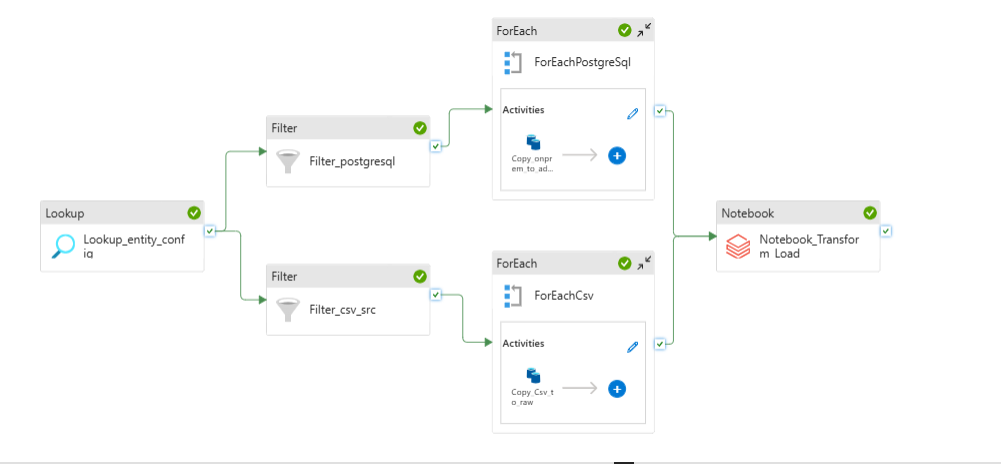 ForEach
ForEachPostgreSql
Activities
Copy_onpr
em_to_ad...
Filter
Filter_postgresql
Lookup
Lookup_entity_conf
ig
Filter
Filter_csv_src
ForEach
ForEachCsv
Activities
Copy_Csv_t
o_raw
Notebook
Notebook_Transfor
m_Load